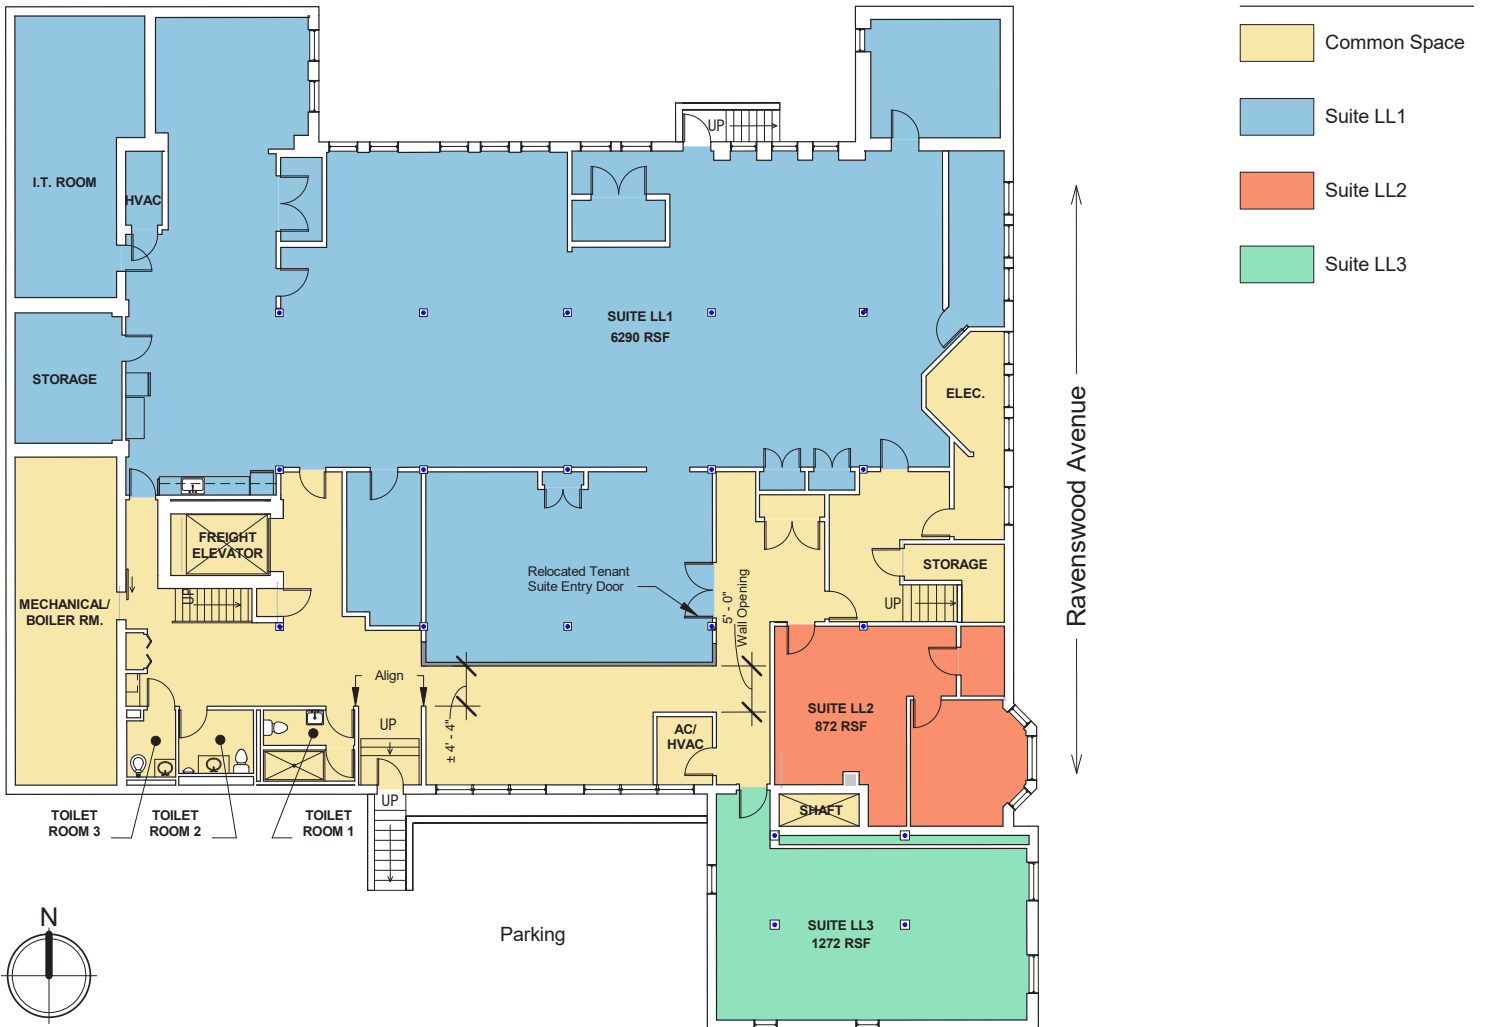 Common Space
Suite LL1
Suite LL2
Suite LL3
UP
I.T. ROOM
HVAC
SUITE LL1
6290 RSF
STORAGE
ELEC.
Ravenswood Avenue
FREIGHT
ELEVATOR
UP
MECHANICAL/
BOILER RM.
Relocated Tenant
Suite Entry Door
5' - 0"
Wall Opening
STORAGE
UP
Align
UP
± 4' - 4"
AC/
HVAC
SUITE LL2
872 RSF
UP
SHAFT
TOILET
ROOM 3
TOILET
ROOM 2
TOILET
ROOM 1
SUITE LL3
1272 RSF
Parking
N